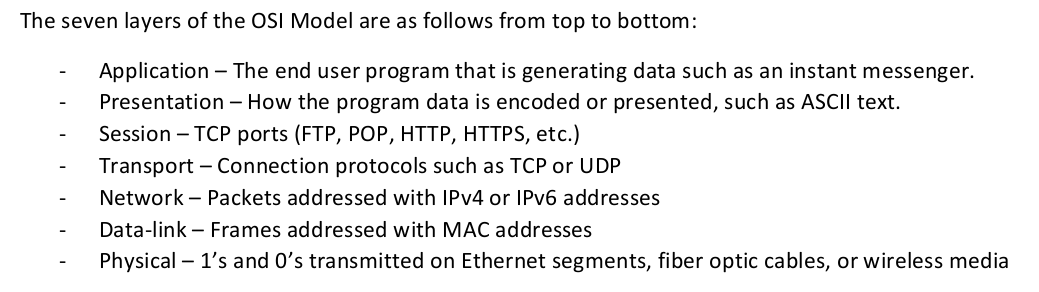 The seven layers of the OSI Model are as follows from top to bottom:
- Application – The end user program that is generating data such as an instant messenger.
- Presentation – How the program data is encoded or presented, such as ASCII text.
- Session – TCP ports (FTP, POP, HTTP, HTTPS, etc.)
- Transport – Connection protocols such as TCP or UDP
- Network – Packets addressed with IPv4 or IPv6 addresses
- Data-link – Frames addressed with MAC addresses
- Physical – 1’s and 0’s transmitted on Ethernet segments, fiber optic cables, or wireless media